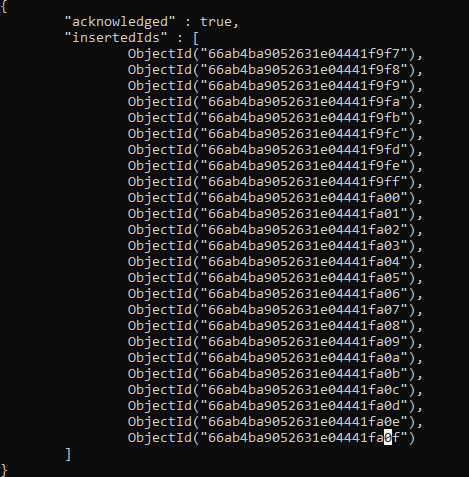 {
"acknowledged" : true,
"insertedIds" : [
ObjectId("66ab4ba9052631e04441f9f7"),
ObjectId("66ab4ba9052631e04441f9f8"),
ObjectId("66ab4ba9052631e04441f9f9"),
ObjectId("66ab4ba9052631e04441f9fa"),
ObjectId("66ab4ba9052631e04441f9fb"),
ObjectId("66ab4ba9052631e04441f9fc"),
ObjectId("66ab4ba9052631e04441f9fd"),
ObjectId("66ab4ba9052631e04441f9fe"),
ObjectId("66ab4ba9052631e04441f9ff"),
ObjectId("66ab4ba9052631e04441fa00"),
ObjectId("66ab4ba9052631e04441fa01"),
ObjectId("66ab4ba9052631e04441fa02"),
ObjectId("66ab4ba9052631e04441fa03"),
ObjectId("66ab4ba9052631e04441fa04"),
ObjectId("66ab4ba9052631e04441fa05"),
ObjectId("66ab4ba9052631e04441fa06"),
ObjectId("66ab4ba9052631e04441fa07"),
ObjectId("66ab4ba9052631e04441fa08"),
ObjectId("66ab4ba9052631e04441fa09"),
ObjectId("66ab4ba9052631e04441fa0a"),
ObjectId("66ab4ba9052631e04441fa0b"),
ObjectId("66ab4ba9052631e04441fa0c"),
ObjectId("66ab4ba9052631e04441fa0d"),
ObjectId("66ab4ba9052631e04441fa0e"),
ObjectId("66ab4ba9052631e04441fa0f")
]
}